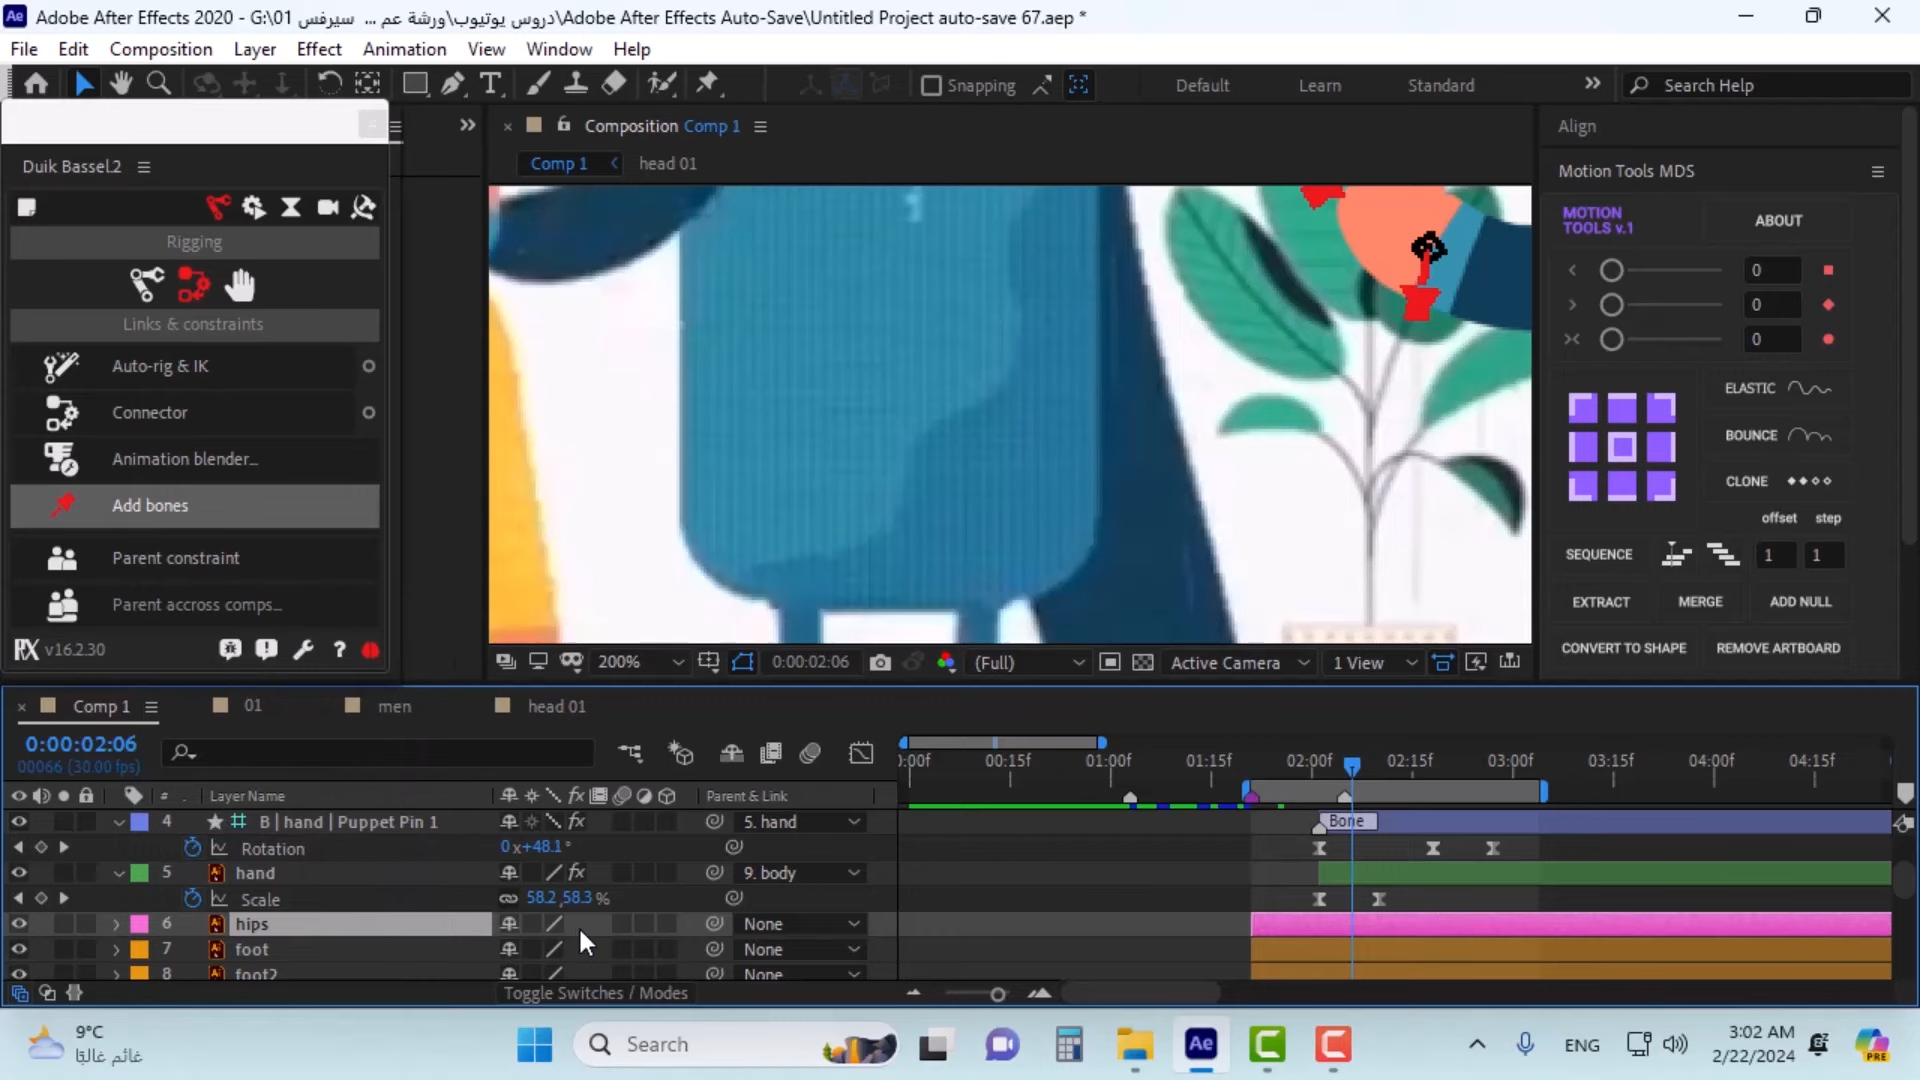 Adobe After Effects 2020 - G:\01 سيرفس ... دروس يوتيوب\ورشة عم\Adobe After Effects Auto-Save\Untitled Project auto-save 67.aep *
File Edit Composition Layer Effect Animation View Window Help
Snapping Default Learn Standard Search Help
Duik Bassel.2
Rigging
Links & constraints
Auto-rig & IK
Connector
Animation blender...
Add bones
Parent constraint
Parent accross comps...
RX v16.2.30
Composition Comp 1
Comp 1 head 01
200% 0:00:02:06 (Full) Active Camera 1 View
Align
Motion Tools MDS
MOTION TOOLS v.1 ABOUT
0
0
0
ELASTIC
BOUNCE
CLONE
offset step
SEQUENCE 1 1
EXTRACT MERGE ADD NULL
CONVERT TO SHAPE REMOVE ARTBOARD
Comp 1 01 men head 01
0:00:02:06
00066 (30.00 fps)
:00f 00:15f 01:00f 01:15f 02:00f 02:15f 03:00f 03:15f 04:00f 04:15f
# . Layer Name fx Parent & Link
4 B | hand | Puppet Pin 1 fx 5. hand Bone
Rotation 0x+48.1°
5 hand fx 9. body
Scale 58.2,58.3%
6 hips None
7 foot None
8 foot2 None
Toggle Switches / Modes
9°C
غائم غالبًا
Search
Ae
PRE
ENG
3:02 AM
2/22/2024